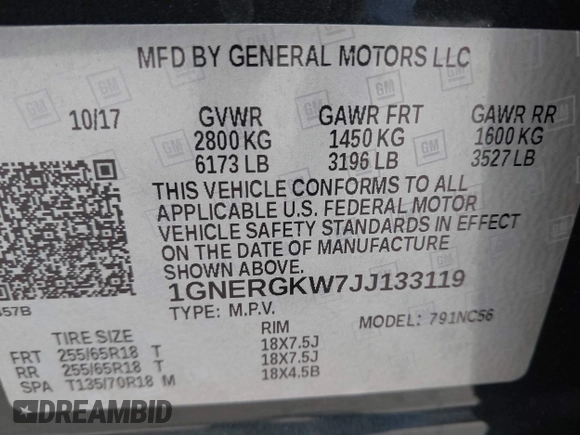 MFD BY GENERAL MOTORS LLC
10/17 GVWR GAWR FRT GAWR RR
2800 KG 1450 KG 1600 KG
6173 LB 3196 LB 3527 LB
THIS VEHICLE CONFORMS TO ALL
APPLICABLE U.S. FEDERAL MOTOR
VEHICLE SAFETY STANDARDS IN EFFECT
ON THE DATE OF MANUFACTURE
SHOWN ABOVE.
1GNERGKW7JJ133119
457B
TYPE: M.P.V. MODEL: 791NC56
TIRE SIZE RIM
FRT 255/65R18 T 18X7.5J
RR 255/65R18 T 18X7.5J
SPA T135/70R18 M 18X4.5B
GM
DREAMBID